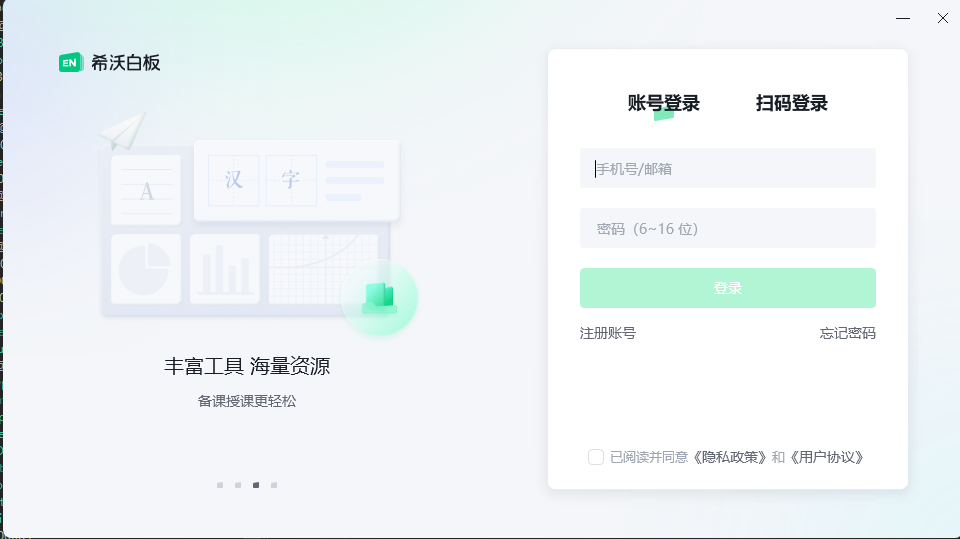 EN 希沃白板
A
汉 字
丰富工具 海量资源
备课授课更轻松
账号登录 扫码登录
手机号/邮箱
密码（6~16 位）
登录
注册账号 忘记密码
已阅读并同意《隐私政策》和《用户协议》